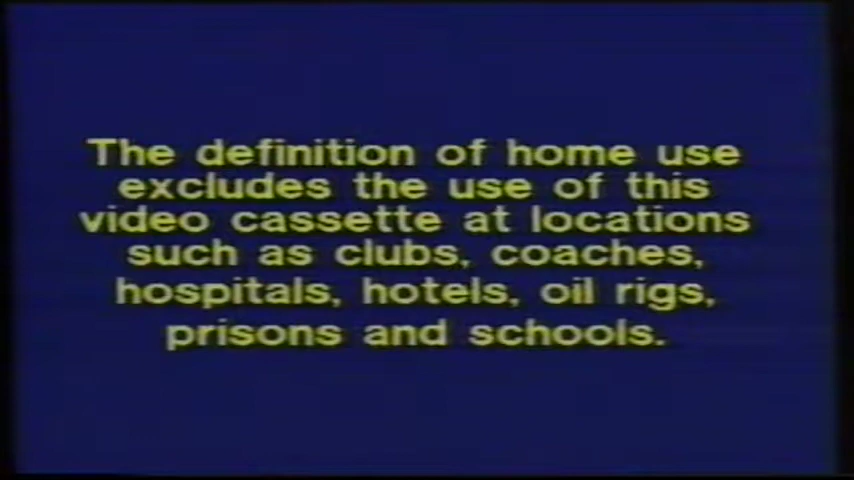 The definition of home use
excludes the use of this
video cassette at locations
such as clubs, coaches,
hospitals, hotels, oil rigs,
prisons and schools.